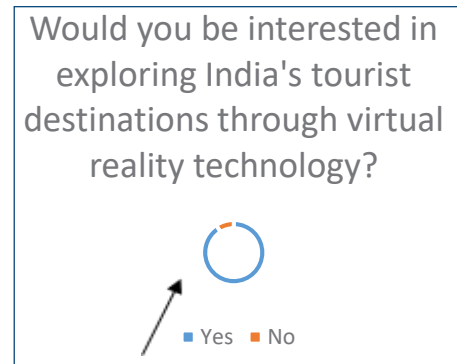 Would you be interested in
exploring India's tourist
destinations through virtual
reality technology?
Yes No